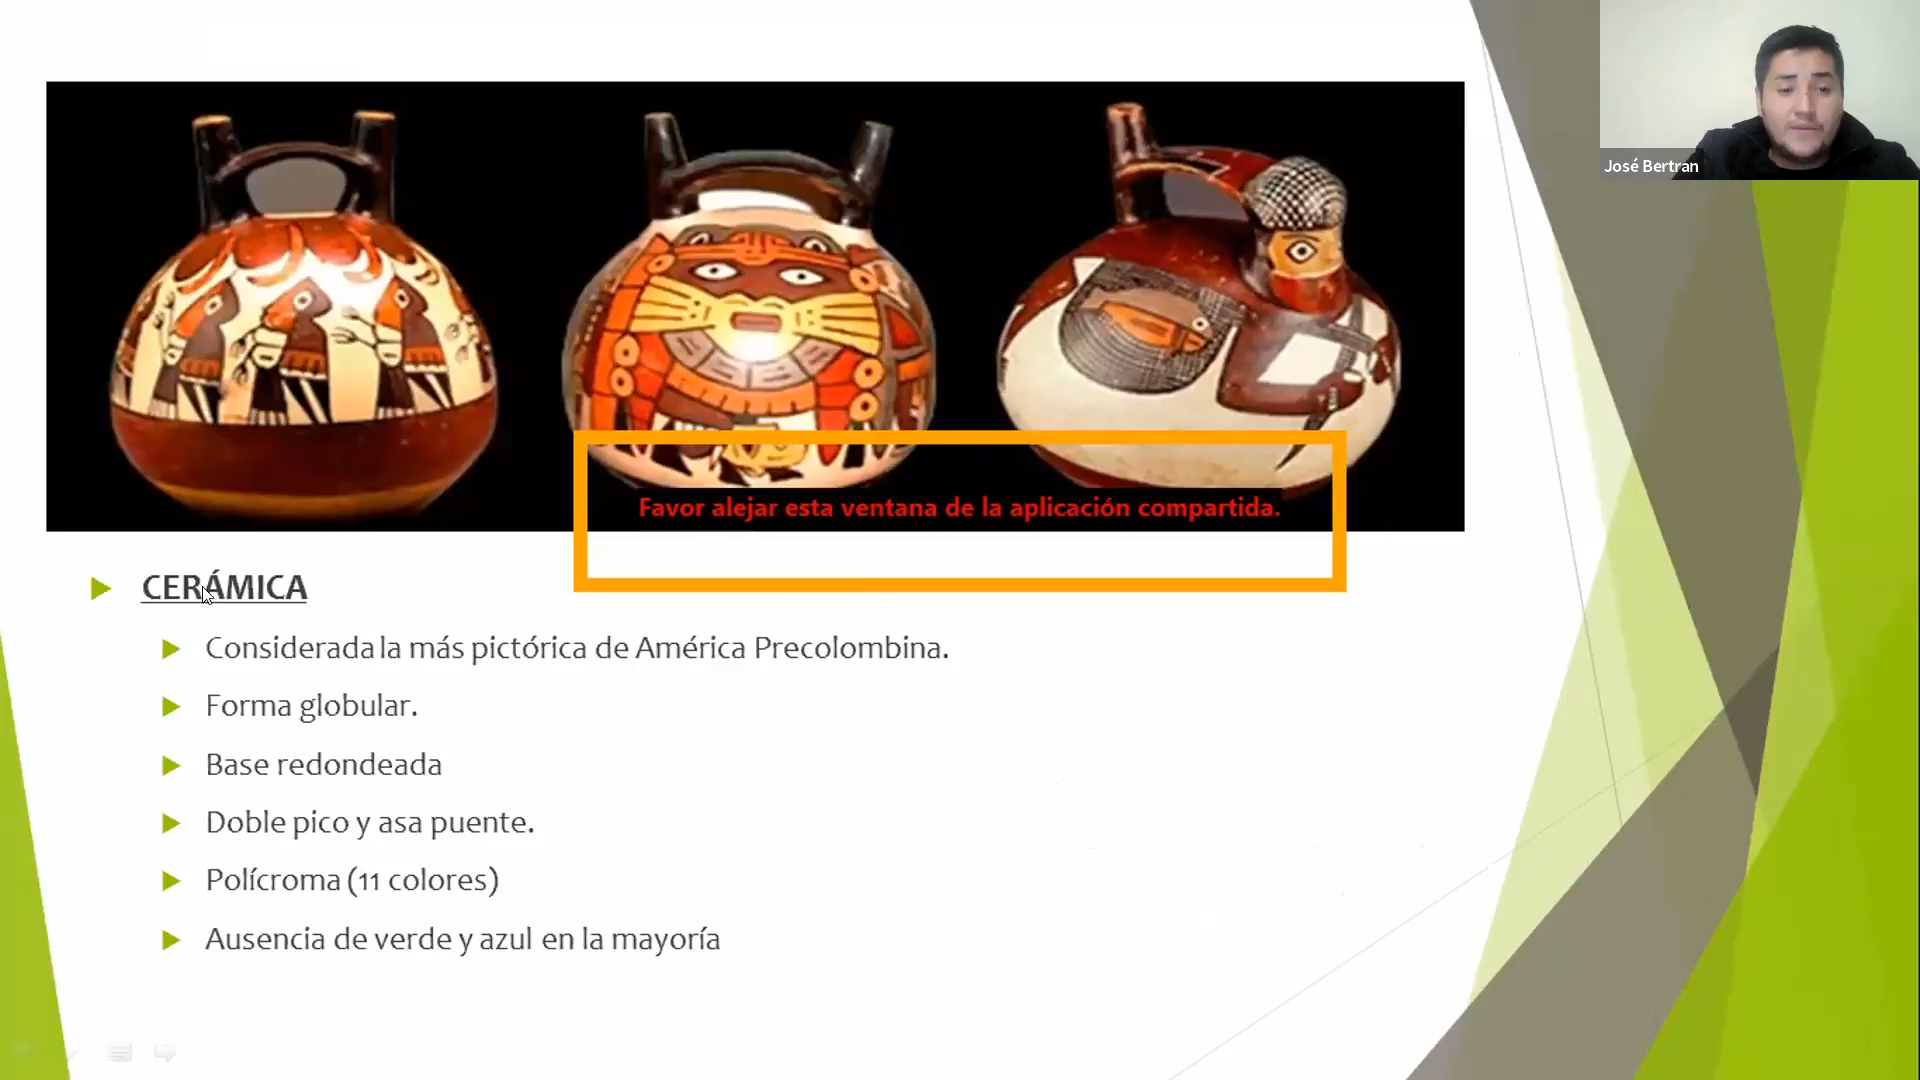 José Bertran
Favor alejar esta ventana de la aplicación compartida.
CERÁMICA
Considerada la más pictórica de América Precolombina.
Forma globular.
Base redondeada
Doble pico y asa puente.
Polícroma (11 colores)
Ausencia de verde y azul en la mayoría